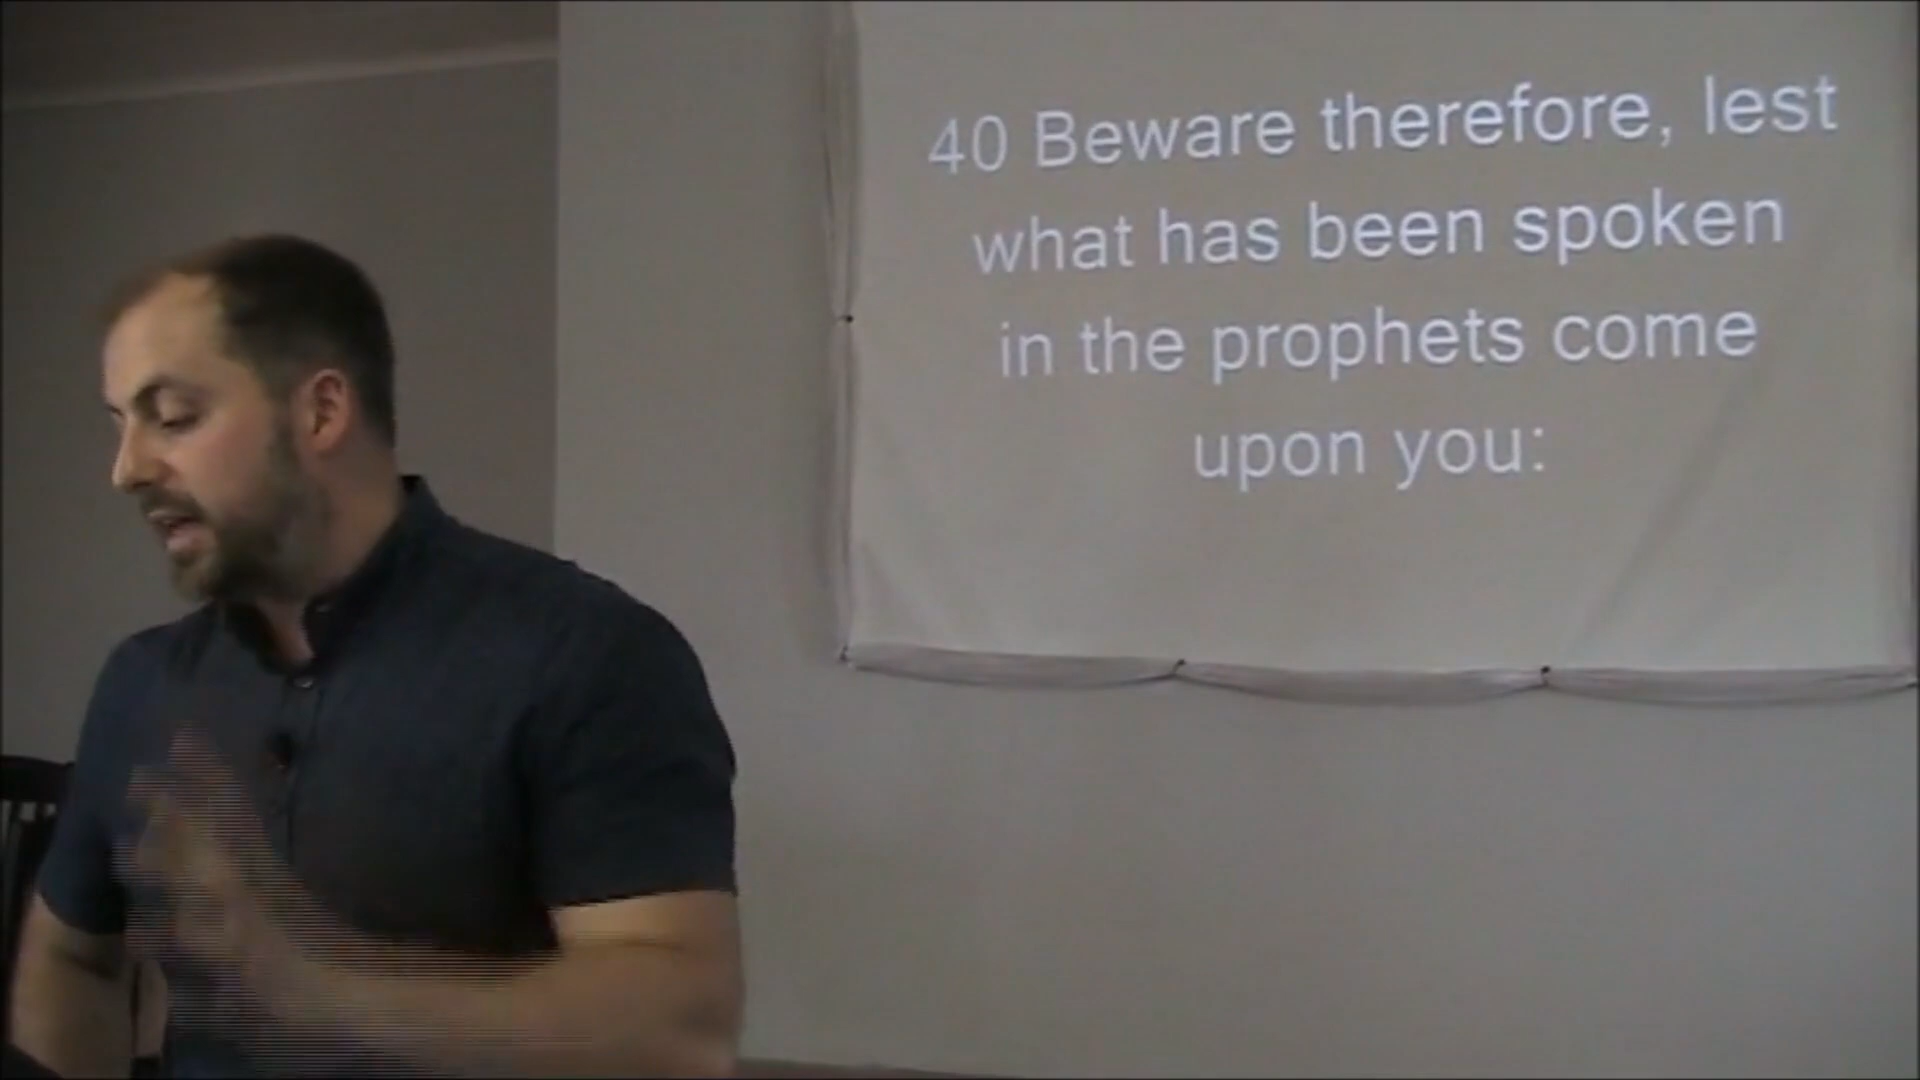 40 Beware therefore, lest
what has been spoken
in the prophets come
upon you: